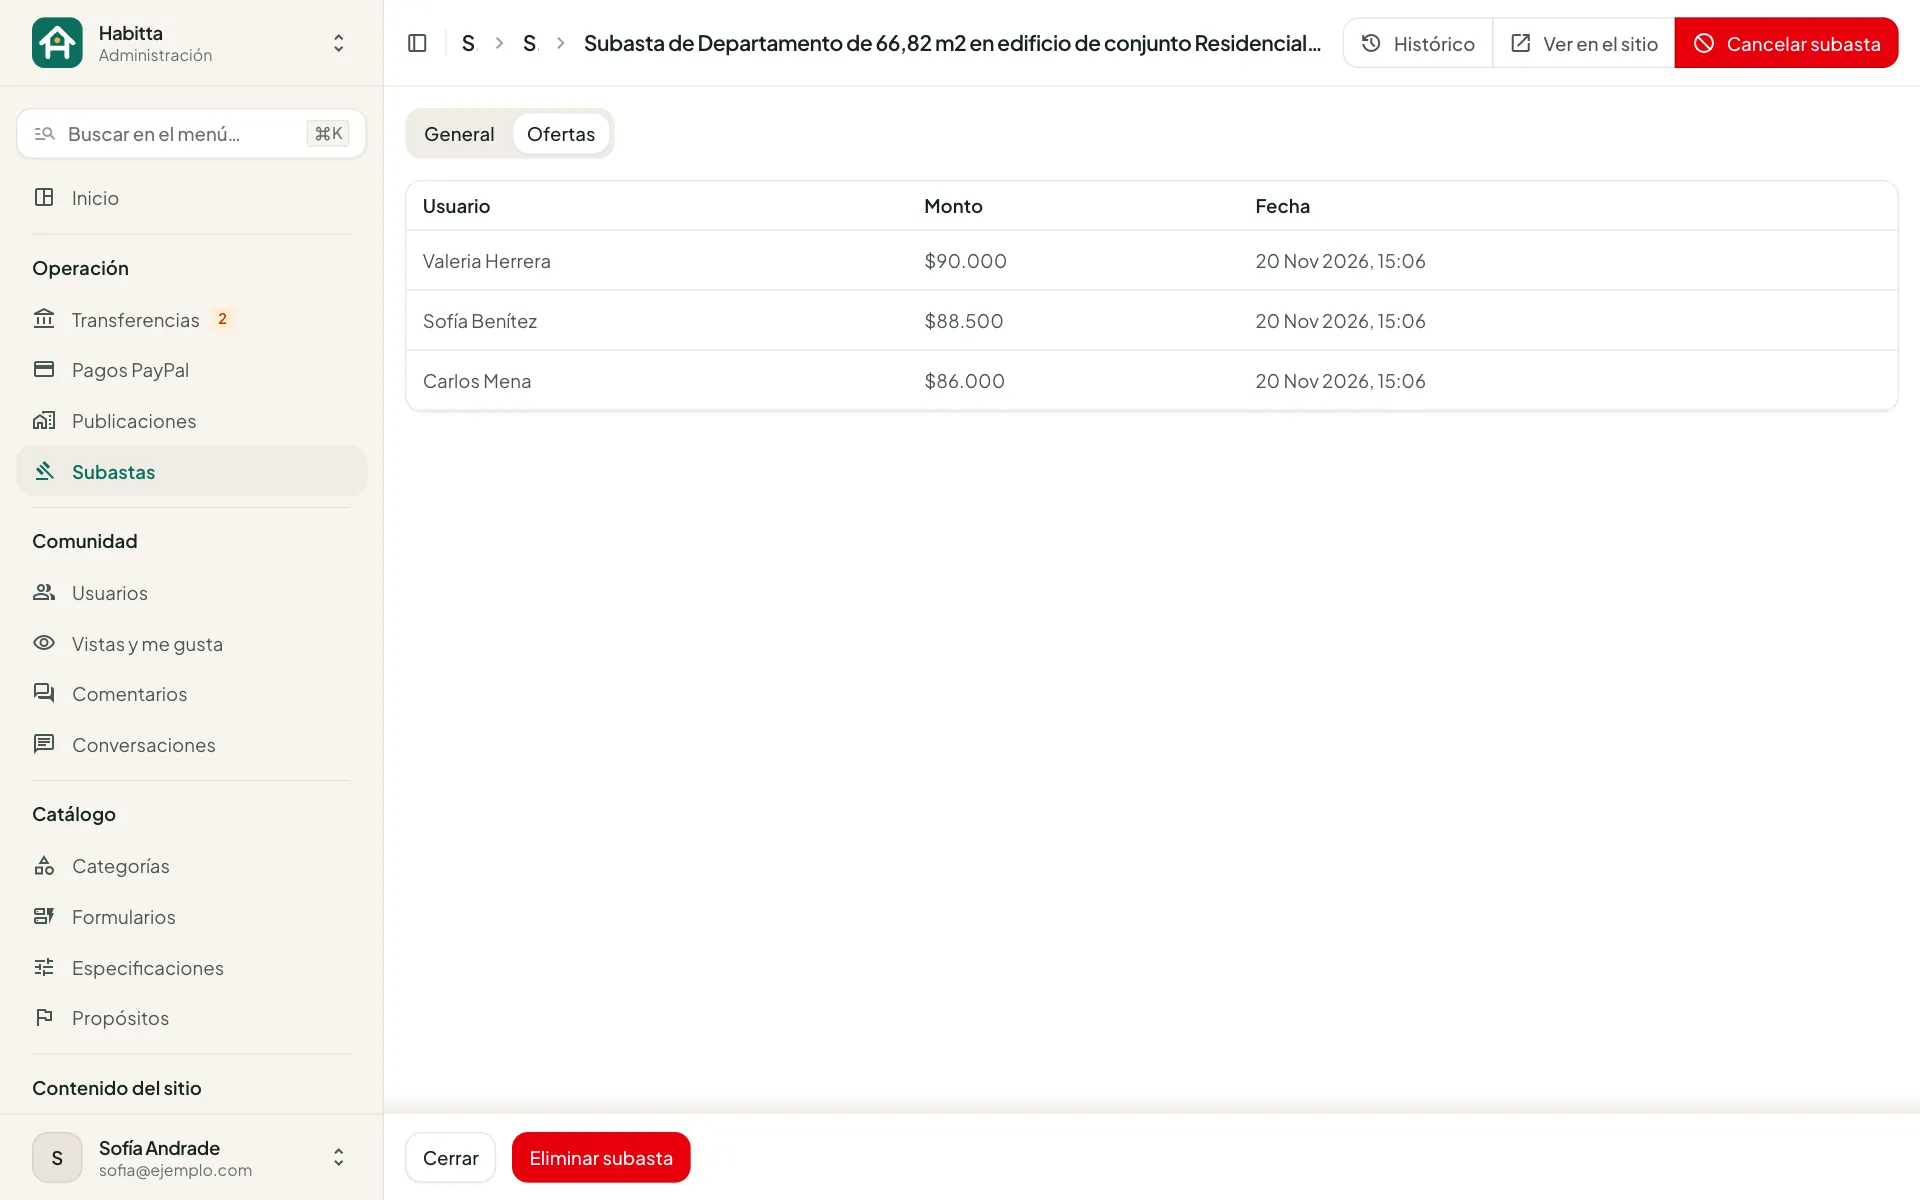 Habitta
Administración
Buscar en el menú...
⌘K
Inicio
Operación
Transferencias 2
Pagos PayPal
Publicaciones
Subastas
Comunidad
Usuarios
Vistas y me gusta
Comentarios
Conversaciones
Catálogo
Categorías
Formularios
Especificaciones
Propósitos
Contenido del sitio
S
Sofía Andrade
sofia@ejemplo.com
S. > S. > Subasta de Departamento de 66,82 m2 en edificio de conjunto Residencial...
Histórico
Ver en el sitio
Cancelar subasta
General
Ofertas
Usuario Monto Fecha
Valeria Herrera $90.000 20 Nov 2026, 15:06
Sofía Benítez $88.500 20 Nov 2026, 15:06
Carlos Mena $86.000 20 Nov 2026, 15:06
Cerrar
Eliminar subasta